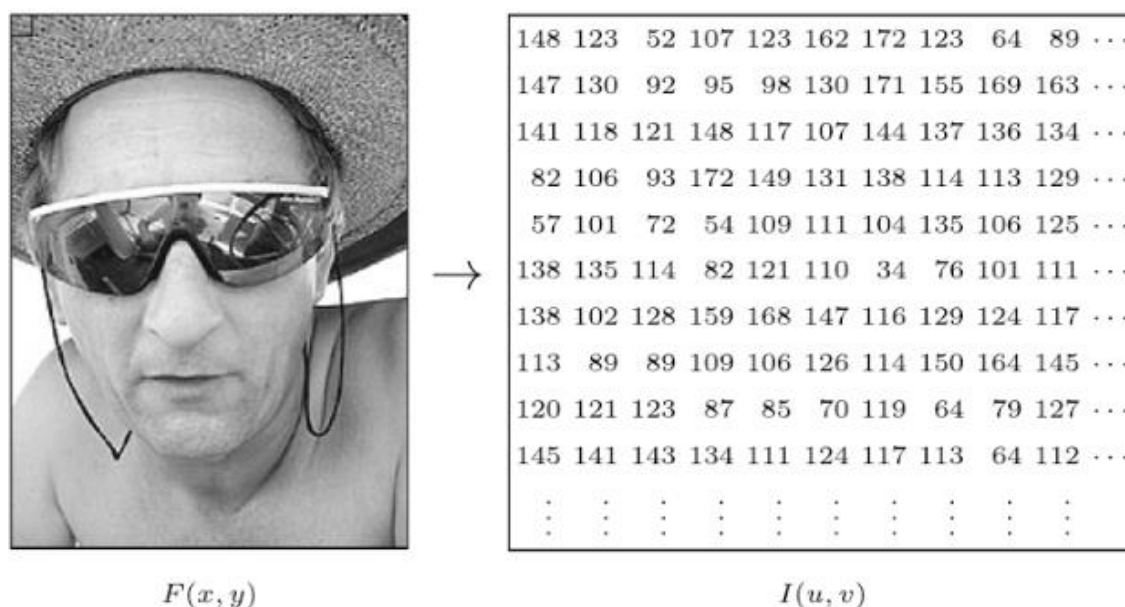 148 123 52 107 123 162 172 123 64 89 ···
147 130 92 95 98 130 171 155 169 163 ···
141 118 121 148 117 107 144 137 136 134 ···
82 106 93 172 149 131 138 114 113 129 ···
57 101 72 54 109 111 104 135 106 125 ···
138 135 114 82 121 110 34 76 101 111 ···
138 102 128 159 168 147 116 129 124 117 ···
113 89 89 109 106 126 114 150 164 145 ···
120 121 123 87 85 70 119 64 79 127 ···
145 141 143 134 111 124 117 113 64 112 ···
⋮ ⋮ ⋮ ⋮ ⋮ ⋮ ⋮ ⋮ ⋮ ⋮
F(x, y) I(u, v)